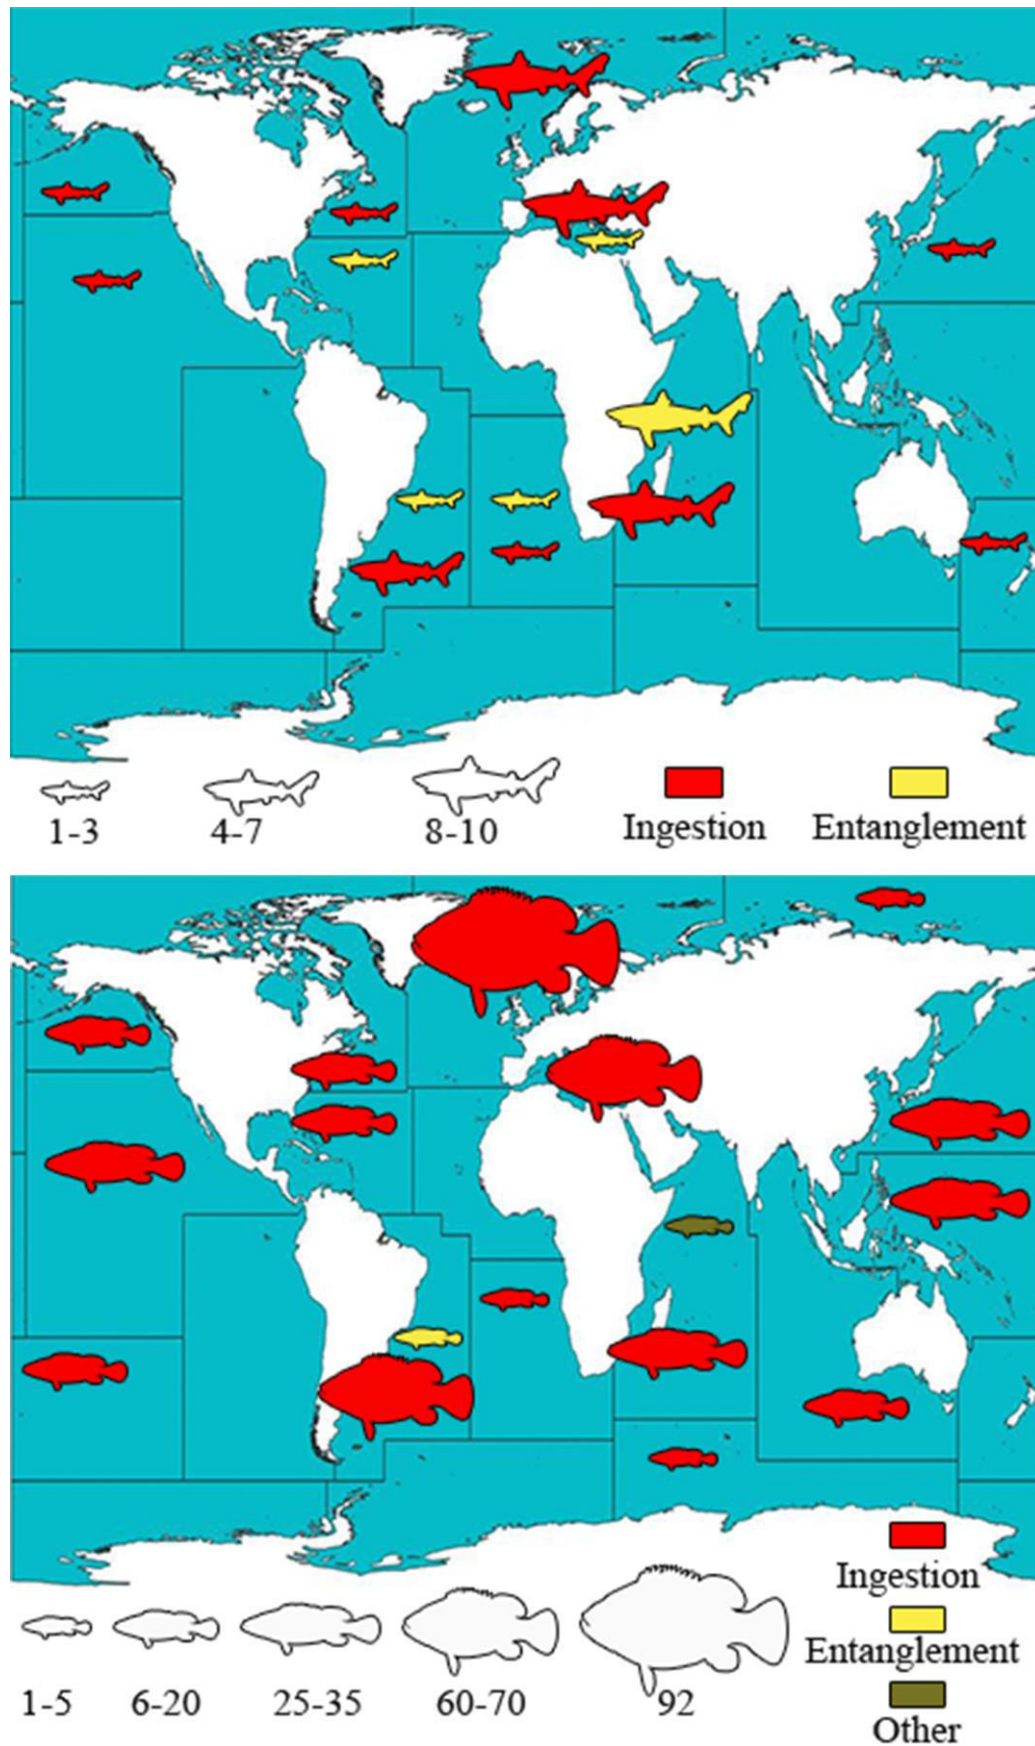 1-3 4-7 8-10 Ingestion Entanglement
Ingestion
Entanglement
1-5 6-20 25-35 60-70 92
Other